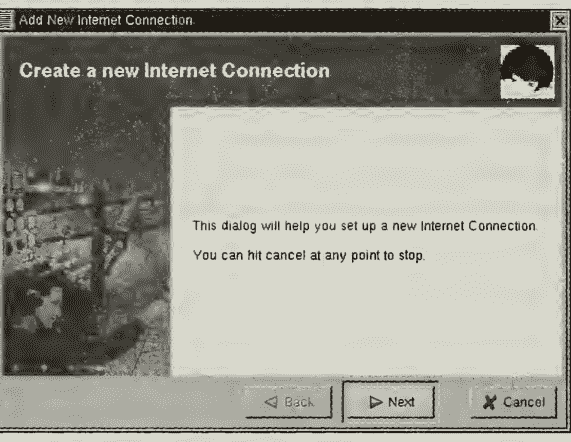 Add New Internet Connection
Create a new Internet Connection
This dialog will help you set up a new Internet Connection.
You can hit cancel at any point to stop.
Back
Next
Cancel